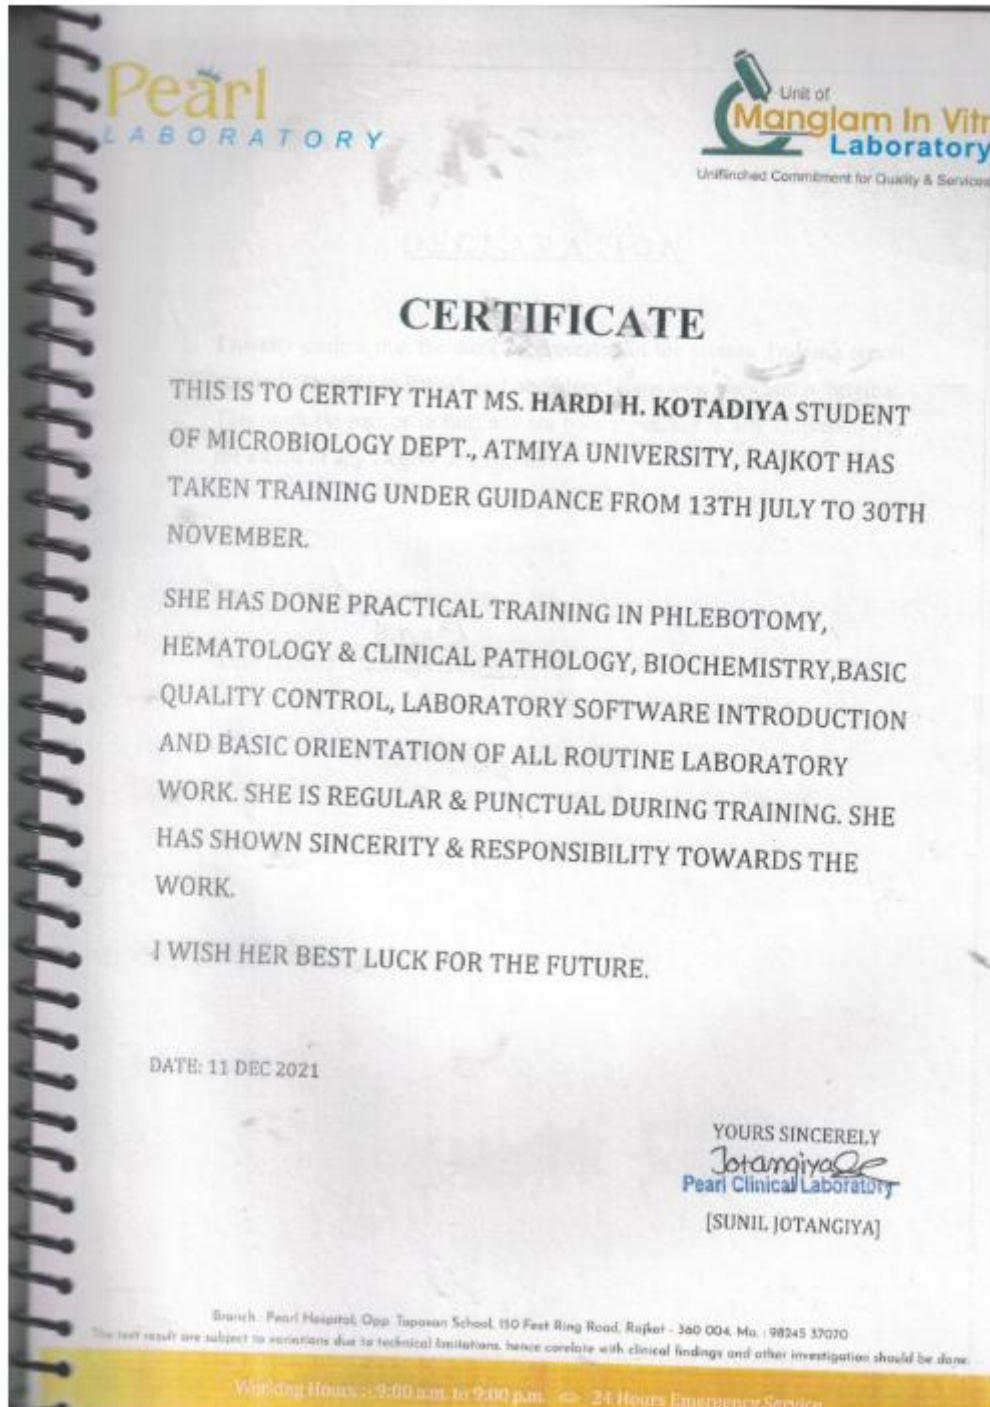 Pearl
LABORATORY
Unit of
Manglam In Vitr
Laboratory
Unflinched Commitment for Quality & Services
CERTIFICATE
THIS IS TO CERTIFY THAT MS. HARDI H. KOTADIYA STUDENT
OF MICROBIOLOGY DEPT., ATMIYA UNIVERSITY, RAJKOT HAS
TAKEN TRAINING UNDER GUIDANCE FROM 13TH JULY TO 30TH
NOVEMBER.
SHE HAS DONE PRACTICAL TRAINING IN PHLEBOTOMY,
HEMATOLOGY & CLINICAL PATHOLOGY, BIOCHEMISTRY,BASIC
QUALITY CONTROL, LABORATORY SOFTWARE INTRODUCTION
AND BASIC ORIENTATION OF ALL ROUTINE LABORATORY
WORK. SHE IS REGULAR & PUNCTUAL DURING TRAINING. SHE
HAS SHOWN SINCERITY & RESPONSIBILITY TOWARDS THE
WORK.
I WISH HER BEST LUCK FOR THE FUTURE.
DATE: 11 DEC 2021
YOURS SINCERELY
Jotangiya
Pearl Clinical Laboratory
[SUNIL JOTANGIYA]
Branch : Pearl Hospital, Opp. Tapovan School, 150 Feet Ring Road, Rajkot - 360 004, Mo. : 98245 37070
The test result are subject to variations due to technical limitations, hence corelate with clinical findings and other investigation should be done.
Working Hours :- 9:00 a.m. to 9:00 p.m. <> 24 Hours Emergency Service